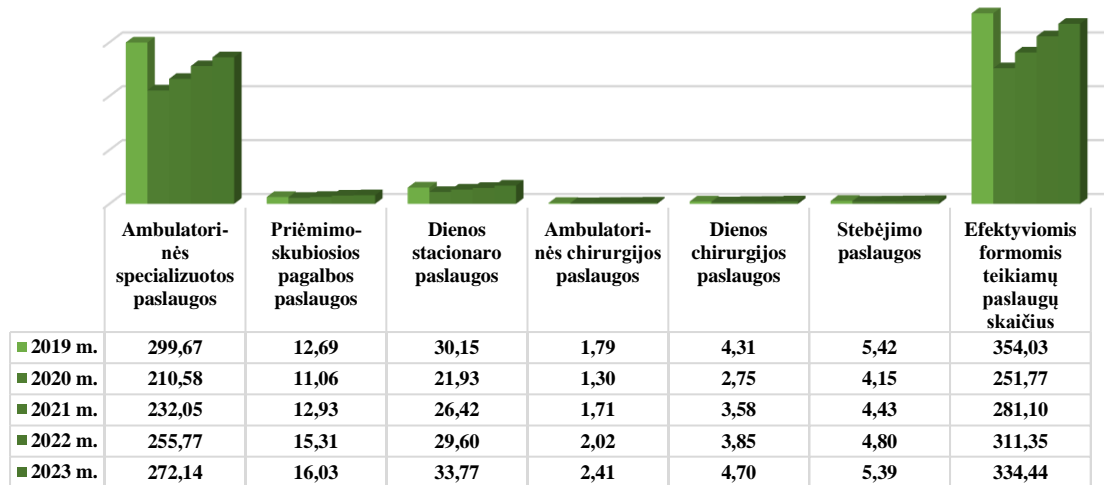 Ambulatori-
nės
specializuotos
paslaugos
Priėmimo-
skubiosios
pagalbos
paslaugos
Dienos
stacionaro
paslaugos
Ambulatori-
nės chirurgijos
paslaugos
Dienos
chirurgijos
paslaugos
Stebėjimo
paslaugos
Efektyviomis
formomis
teikiamų
paslaugų
skaičius
2019 m. 299,67 12,69 30,15 1,79 4,31 5,42 354,03
2020 m. 210,58 11,06 21,93 1,30 2,75 4,15 251,77
2021 m. 232,05 12,93 26,42 1,71 3,58 4,43 281,10
2022 m. 255,77 15,31 29,60 2,02 3,85 4,80 311,35
2023 m. 272,14 16,03 33,77 2,41 4,70 5,39 334,44